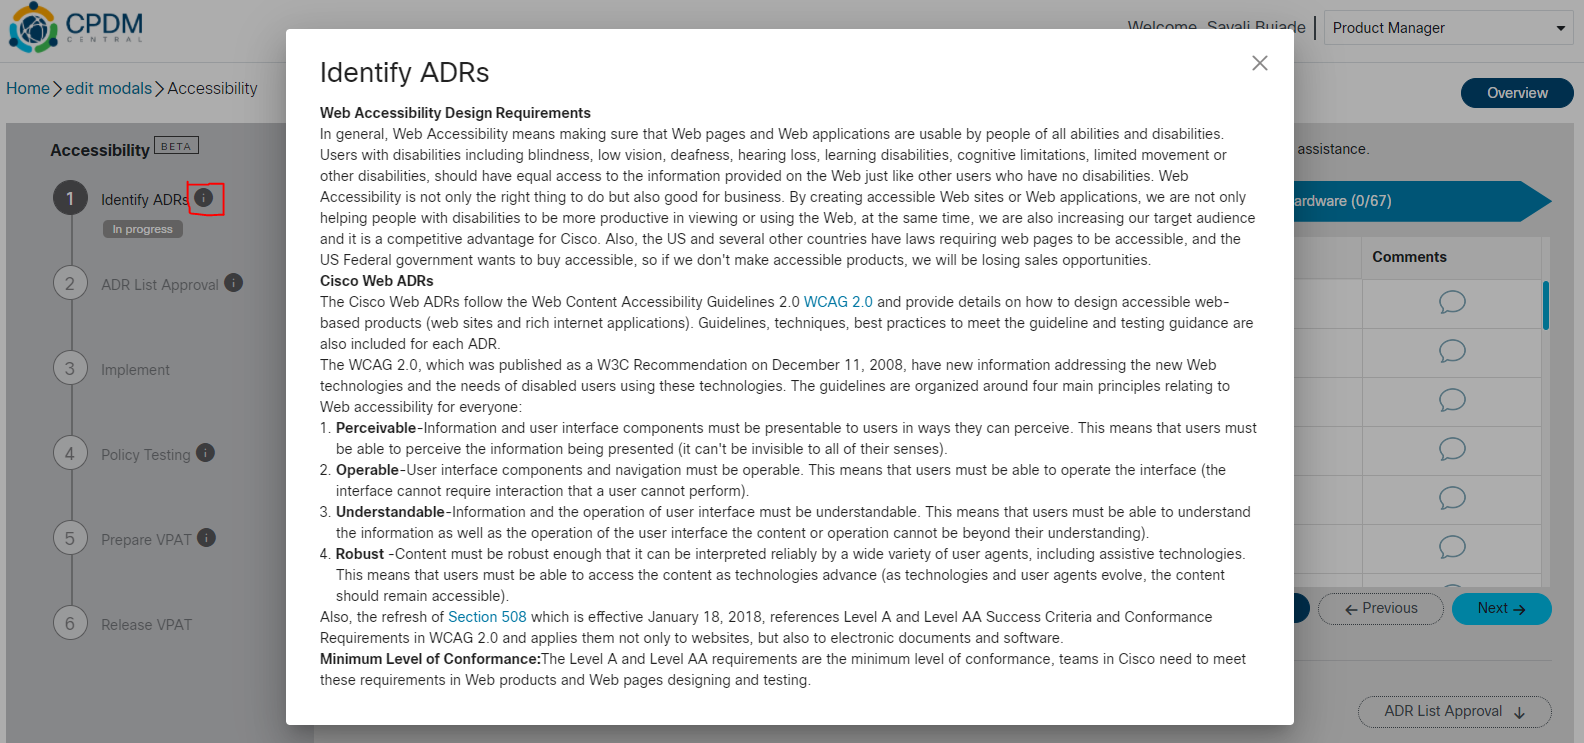 CPDM
CENTRAL
Welcome, Sayali Bujade
Product Manager
Home > edit modals > Accessibility
Overview
Accessibility BETA
1 Identify ADRs i
In progress
2 ADR List Approval i
3 Implement
4 Policy Testing i
5 Prepare VPAT i
6 Release VPAT
Identify ADRs
Web Accessibility Design Requirements
In general, Web Accessibility means making sure that Web pages and Web applications are usable by people of all abilities and disabilities.
Users with disabilities including blindness, low vision, deafness, hearing loss, learning disabilities, cognitive limitations, limited movement or
other disabilities, should have equal access to the information provided on the Web just like other users who have no disabilities. Web
Accessibility is not only the right thing to do but also good for business. By creating accessible Web sites or Web applications, we are not only
helping people with disabilities to be more productive in viewing or using the Web, at the same time, we are also increasing our target audience
and it is a competitive advantage for Cisco. Also, the US and several other countries have laws requiring web pages to be accessible, and the
US Federal government wants to buy accessible, so if we don't make accessible products, we will be losing sales opportunities.
Cisco Web ADRs
The Cisco Web ADRs follow the Web Content Accessibility Guidelines 2.0 WCAG 2.0 and provide details on how to design accessible web-
based products (web sites and rich internet applications). Guidelines, techniques, best practices to meet the guideline and testing guidance are
also included for each ADR.
The WCAG 2.0, which was published as a W3C Recommendation on December 11, 2008, have new information addressing the new Web
technologies and the needs of disabled users using these technologies. The guidelines are organized around four main principles relating to
Web accessibility for everyone:
1. Perceivable-Information and user interface components must be presentable to users in ways they can perceive. This means that users must
be able to perceive the information being presented (it can't be invisible to all of their senses).
2. Operable-User interface components and navigation must be operable. This means that users must be able to operate the interface (the
interface cannot require interaction that a user cannot perform).
3. Understandable-Information and the operation of user interface must be understandable. This means that users must be able to understand
the information as well as the operation of the user interface the content or operation cannot be beyond their understanding).
4. Robust -Content must be robust enough that it can be interpreted reliably by a wide variety of user agents, including assistive technologies.
This means that users must be able to access the content as technologies advance (as technologies and user agents evolve, the content
should remain accessible).
Also, the refresh of Section 508 which is effective January 18, 2018, references Level A and Level AA Success Criteria and Conformance
Requirements in WCAG 2.0 and applies them not only to websites, but also to electronic documents and software.
Minimum Level of Conformance:The Level A and Level AA requirements are the minimum level of conformance, teams in Cisco need to meet
these requirements in Web products and Web pages designing and testing.
assistance.
ardware (0/67)
Comments
← Previous
Next →
ADR List Approval ↓